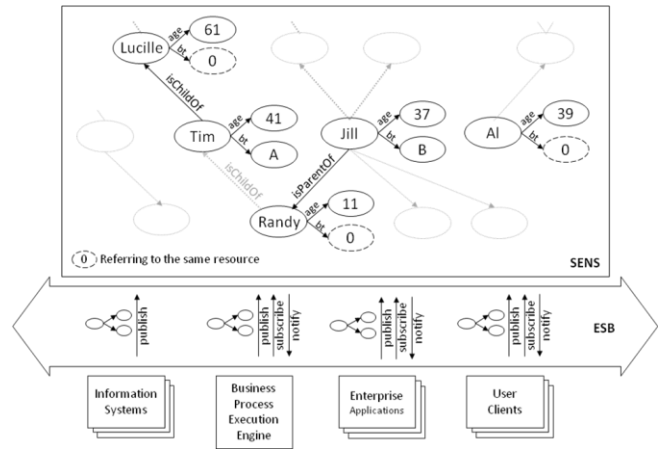 Lucille
age
61
bt
0
isChildOf
Tim
age
41
bt
A
Jill
age
37
bt
B
Al
age
39
bt
0
isChildOf
isParentOf
Randy
age
11
bt
0
0 Referring to the same resource
SENS
publish
publish
subscribe
notify
publish
subscribe
notify
publish
subscribe
notify
ESB
Information
Systems
Business
Process
Execution
Engine
Enterprise
Applications
User
Clients